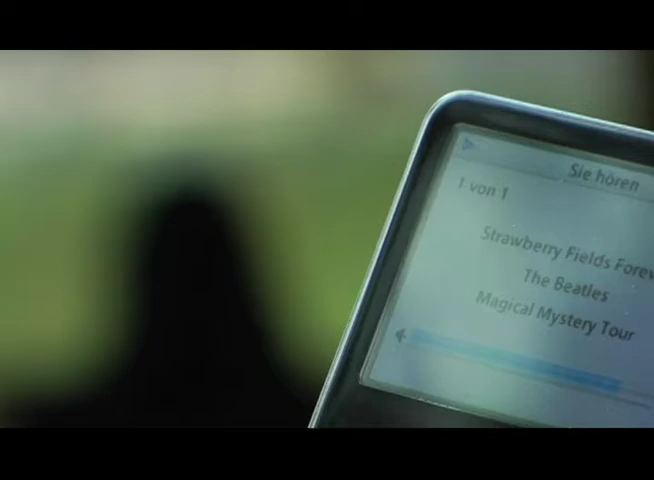 Sie hören
1 von 1
Strawberry Fields Forev
The Beatles
Magical Mystery Tour